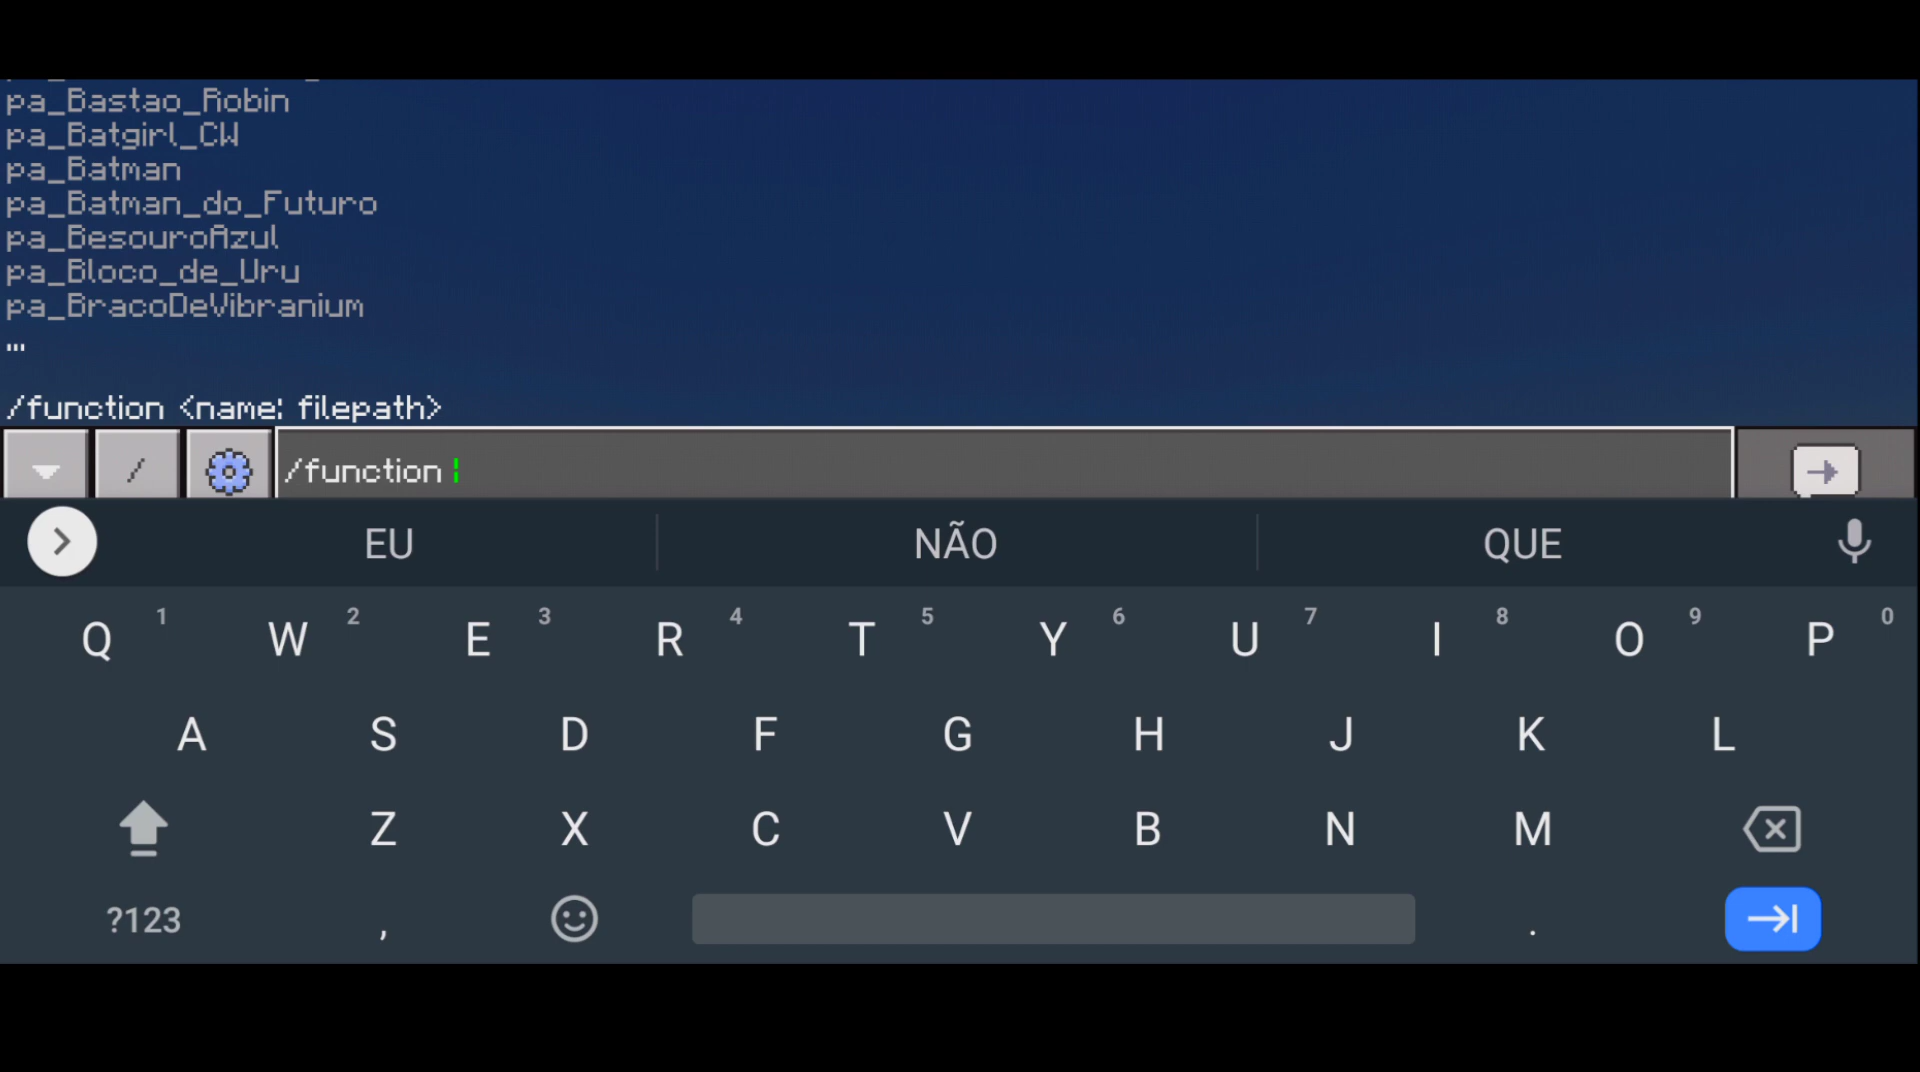 pa_Bastao_Robin
pa_Batgirl_CW
pa_Batman
pa_Batman_do_Futuro
pa_BesouroAzul
pa_Bloco_de_Uru
pa_BracoDeVibranium
...
/function <name: filepath>
/ /function
EU NÃO QUE
Q 1 W 2 E 3 R 4 T 5 Y 6 U 7 I 8 O 9 P 0
A S D F G H J K L
Z X C V B N M
?123 , .